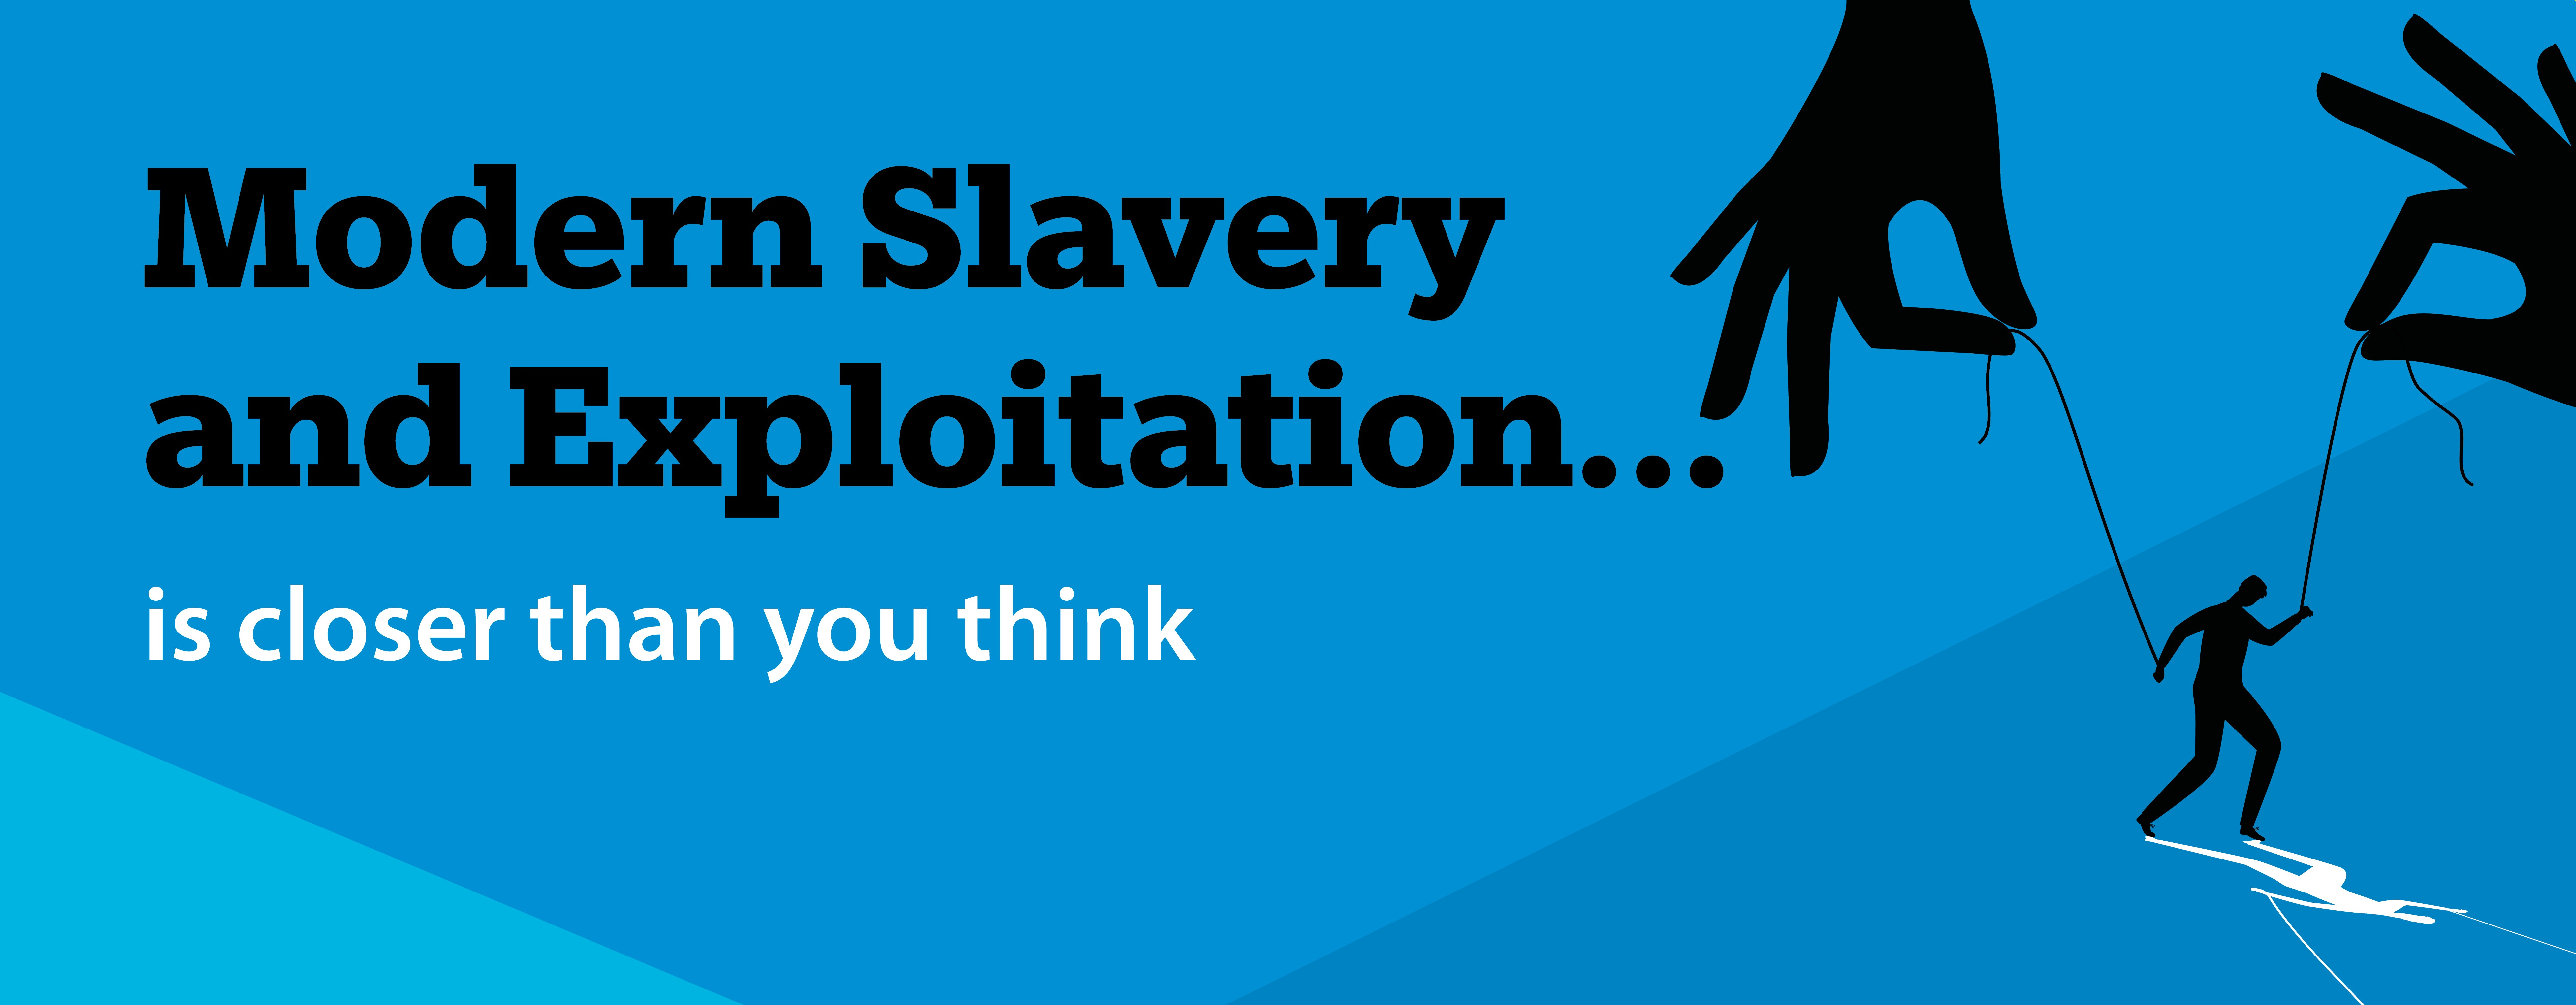 Modern Slavery
and Exploitation...
is closer than you think